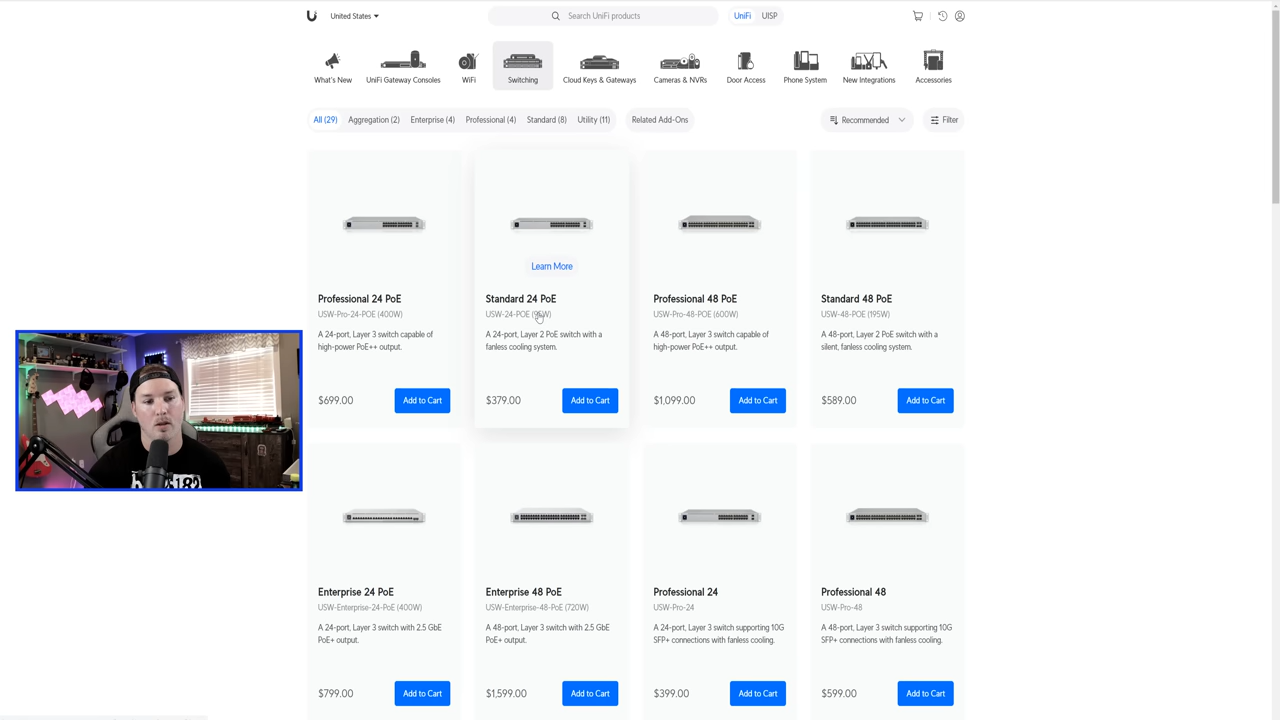 United States
Search UniFi products
UniFi
UISP
What's New
UniFi Gateway Consoles
WiFi
Switching
Cloud Keys & Gateways
Cameras & NVRs
Door Access
Phone System
New Integrations
Accessories
All (29)
Aggregation (2)
Enterprise (4)
Professional (4)
Standard (8)
Utility (11)
Related Add-Ons
Recommended
Filter
Professional 24 PoE
USW-Pro-24-POE (400W)
A 24-port, Layer 3 switch capable of
high-power PoE++ output.
$699.00
Add to Cart
Learn More
Standard 24 PoE
USW-24-POE
A 24-port, Layer 2 PoE switch with a
fanless cooling system.
$379.00
Add to Cart
Professional 48 PoE
USW-Pro-48-POE (600W)
A 48-port, Layer 3 switch capable of
high-power PoE++ output.
$1,099.00
Add to Cart
Standard 48 PoE
USW-48-POE (195W)
A 48-port, Layer 2 PoE switch with a
silent, fanless cooling system.
$589.00
Add to Cart
Enterprise 24 PoE
USW-Enterprise-24-PoE (400W)
A 24-port, Layer 3 switch with 2.5 GbE
PoE+ output.
$799.00
Add to Cart
Enterprise 48 PoE
USW-Enterprise-48-PoE (720W)
A 48-port, Layer 3 switch with 2.5 GbE
PoE+ output.
$1,599.00
Add to Cart
Professional 24
USW-Pro-24
A 24-port, Layer 3 switch supporting 10G
SFP+ connections with fanless cooling.
$399.00
Add to Cart
Professional 48
USW-Pro-48
A 48-port, Layer 3 switch supporting 10G
SFP+ connections with fanless cooling.
$599.00
Add to Cart